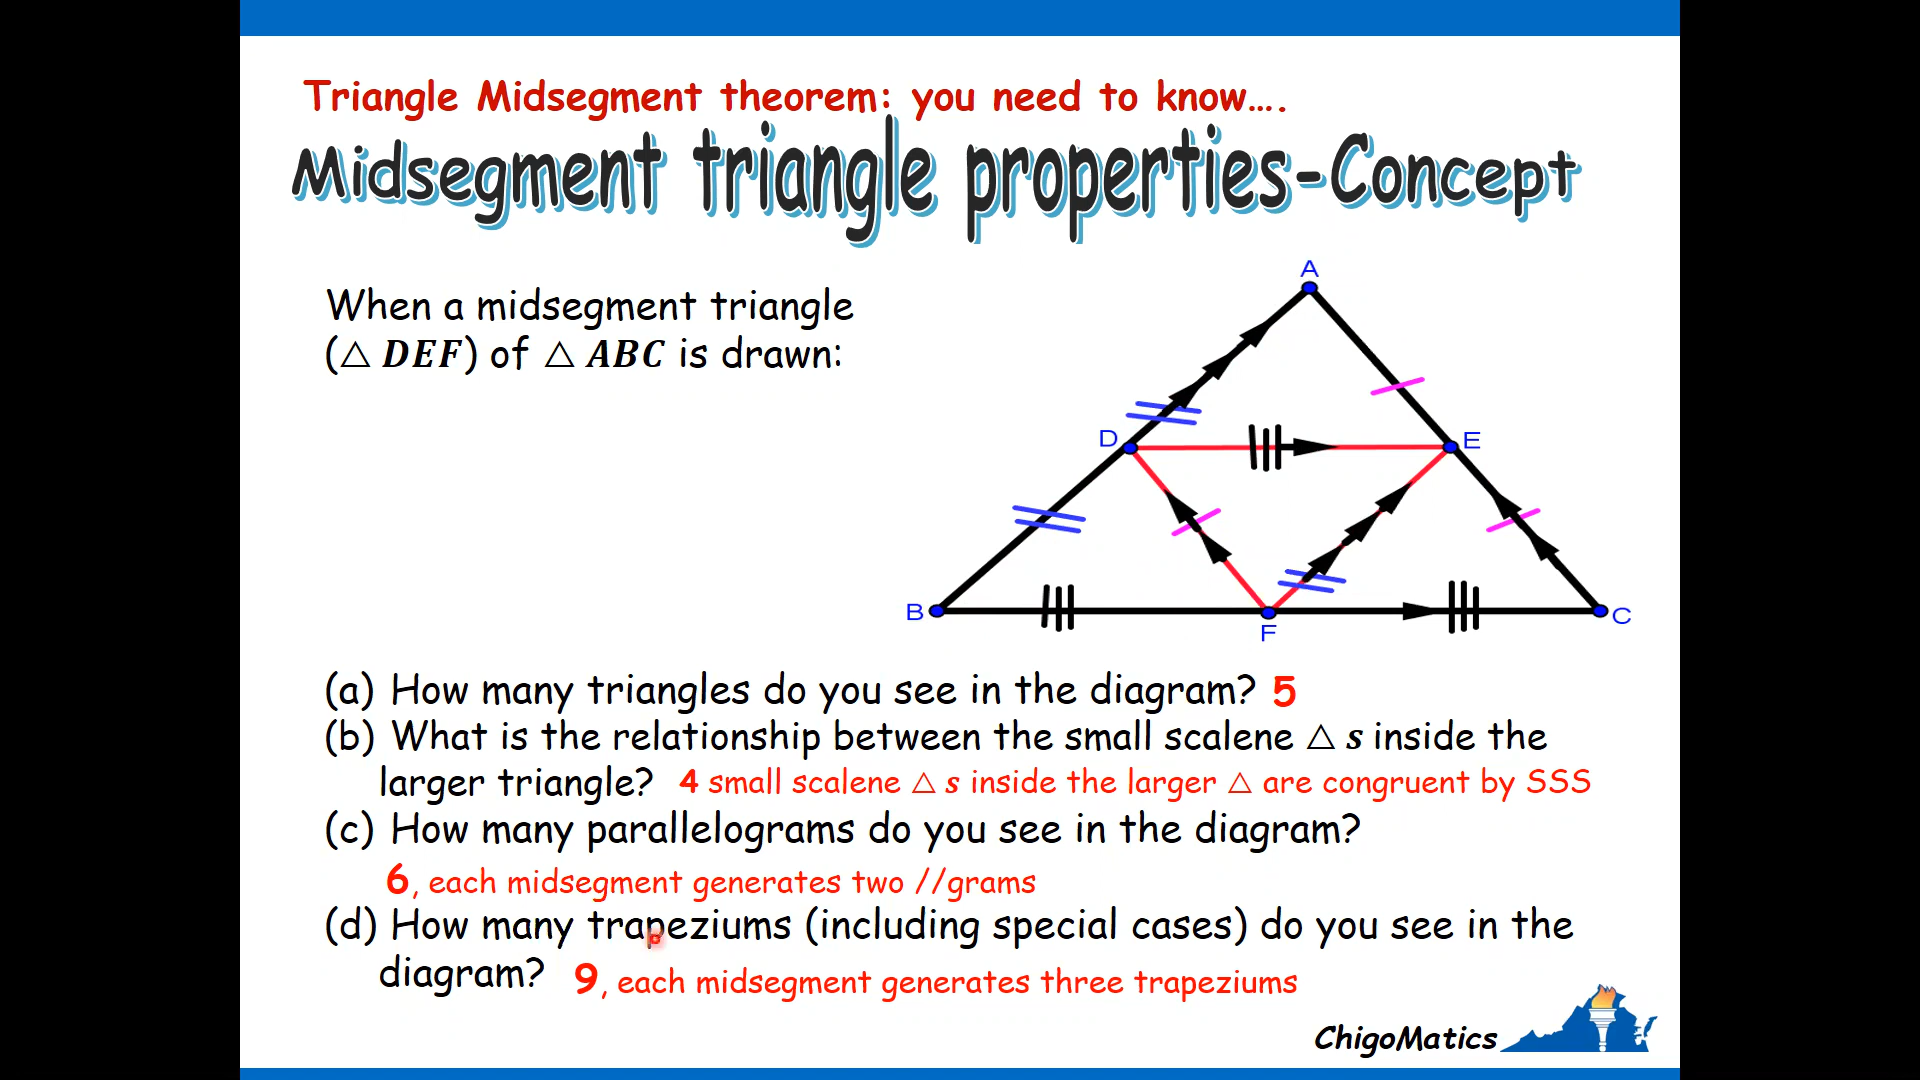 Triangle Midsegment theorem: you need to know....
Midsegment triangle properties-Concept
When a midsegment triangle
(△ DEF) of △ ABC is drawn:
A
D
E
B
F
C
(a) How many triangles do you see in the diagram? 5
(b) What is the relationship between the small scalene △ s inside the
larger triangle? 4 small scalene △ s inside the larger △ are congruent by SSS
(c) How many parallelograms do you see in the diagram?
6, each midsegment generates two //grams
(d) How many trapeziums (including special cases) do you see in the
diagram? 9, each midsegment generates three trapeziums
ChigoMatics